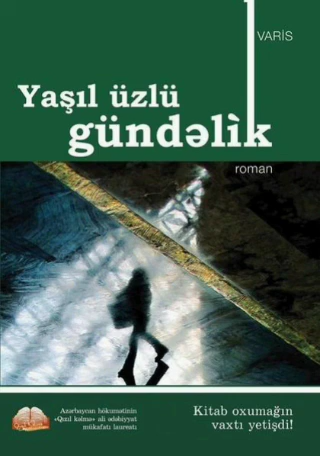 VARİS
Yaşıl üzlü
gündəlik
roman
Azərbaycan hökumətinin
«Qızıl kəlmə» ali ədəbiyyat
mükafatı laureatı
Kitab oxumağın
vaxtı yetişdi!